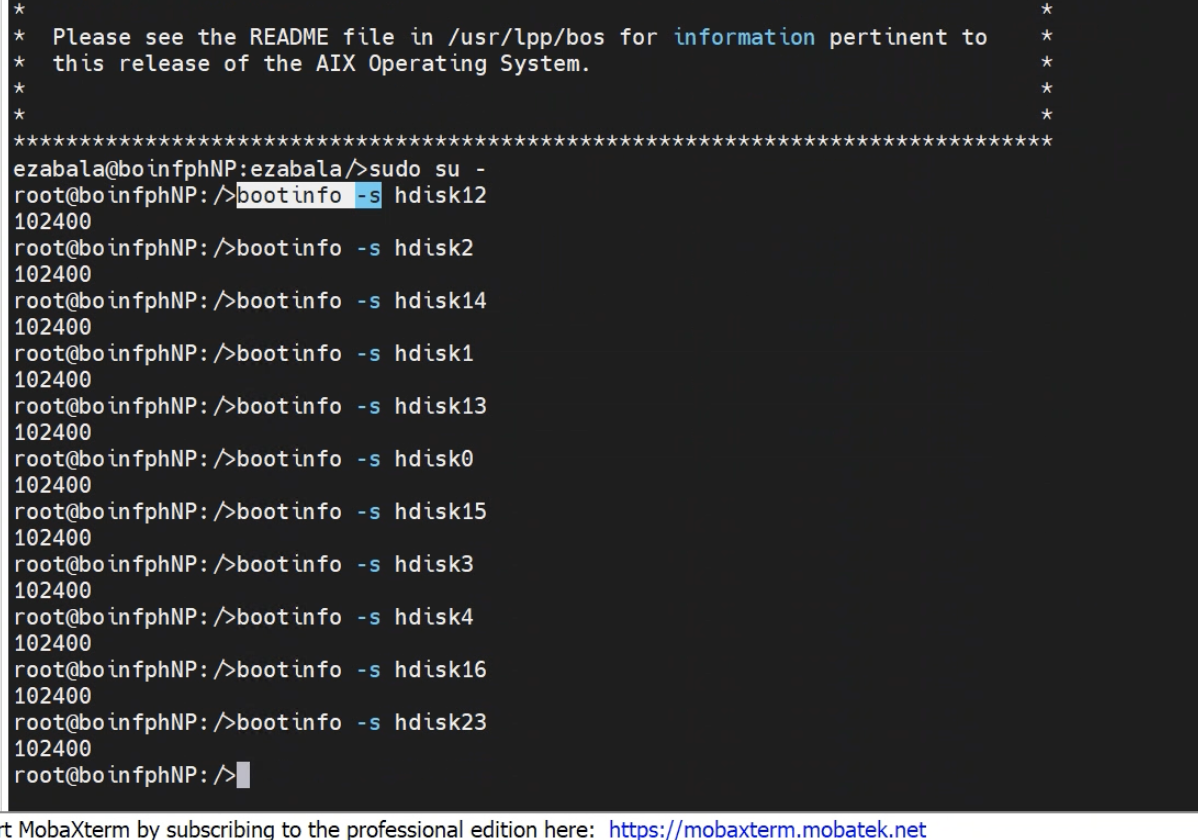 *                                                                             *
*  Please see the README file in /usr/lpp/bos for information pertinent to    *
*  this release of the AIX Operating System.                                  *
*                                                                             *
*                                                                             *
*******************************************************************************
ezabala@boinfphNP:ezabala/>sudo su -
root@boinfphNP:/>bootinfo -s hdisk12
102400
root@boinfphNP:/>bootinfo -s hdisk2
102400
root@boinfphNP:/>bootinfo -s hdisk14
102400
root@boinfphNP:/>bootinfo -s hdisk1
102400
root@boinfphNP:/>bootinfo -s hdisk13
102400
root@boinfphNP:/>bootinfo -s hdisk0
102400
root@boinfphNP:/>bootinfo -s hdisk15
102400
root@boinfphNP:/>bootinfo -s hdisk3
102400
root@boinfphNP:/>bootinfo -s hdisk4
102400
root@boinfphNP:/>bootinfo -s hdisk16
102400
root@boinfphNP:/>bootinfo -s hdisk23
102400
root@boinfphNP:/>
rt MobaXterm by subscribing to the professional edition here: https://mobaxterm.mobatek.net